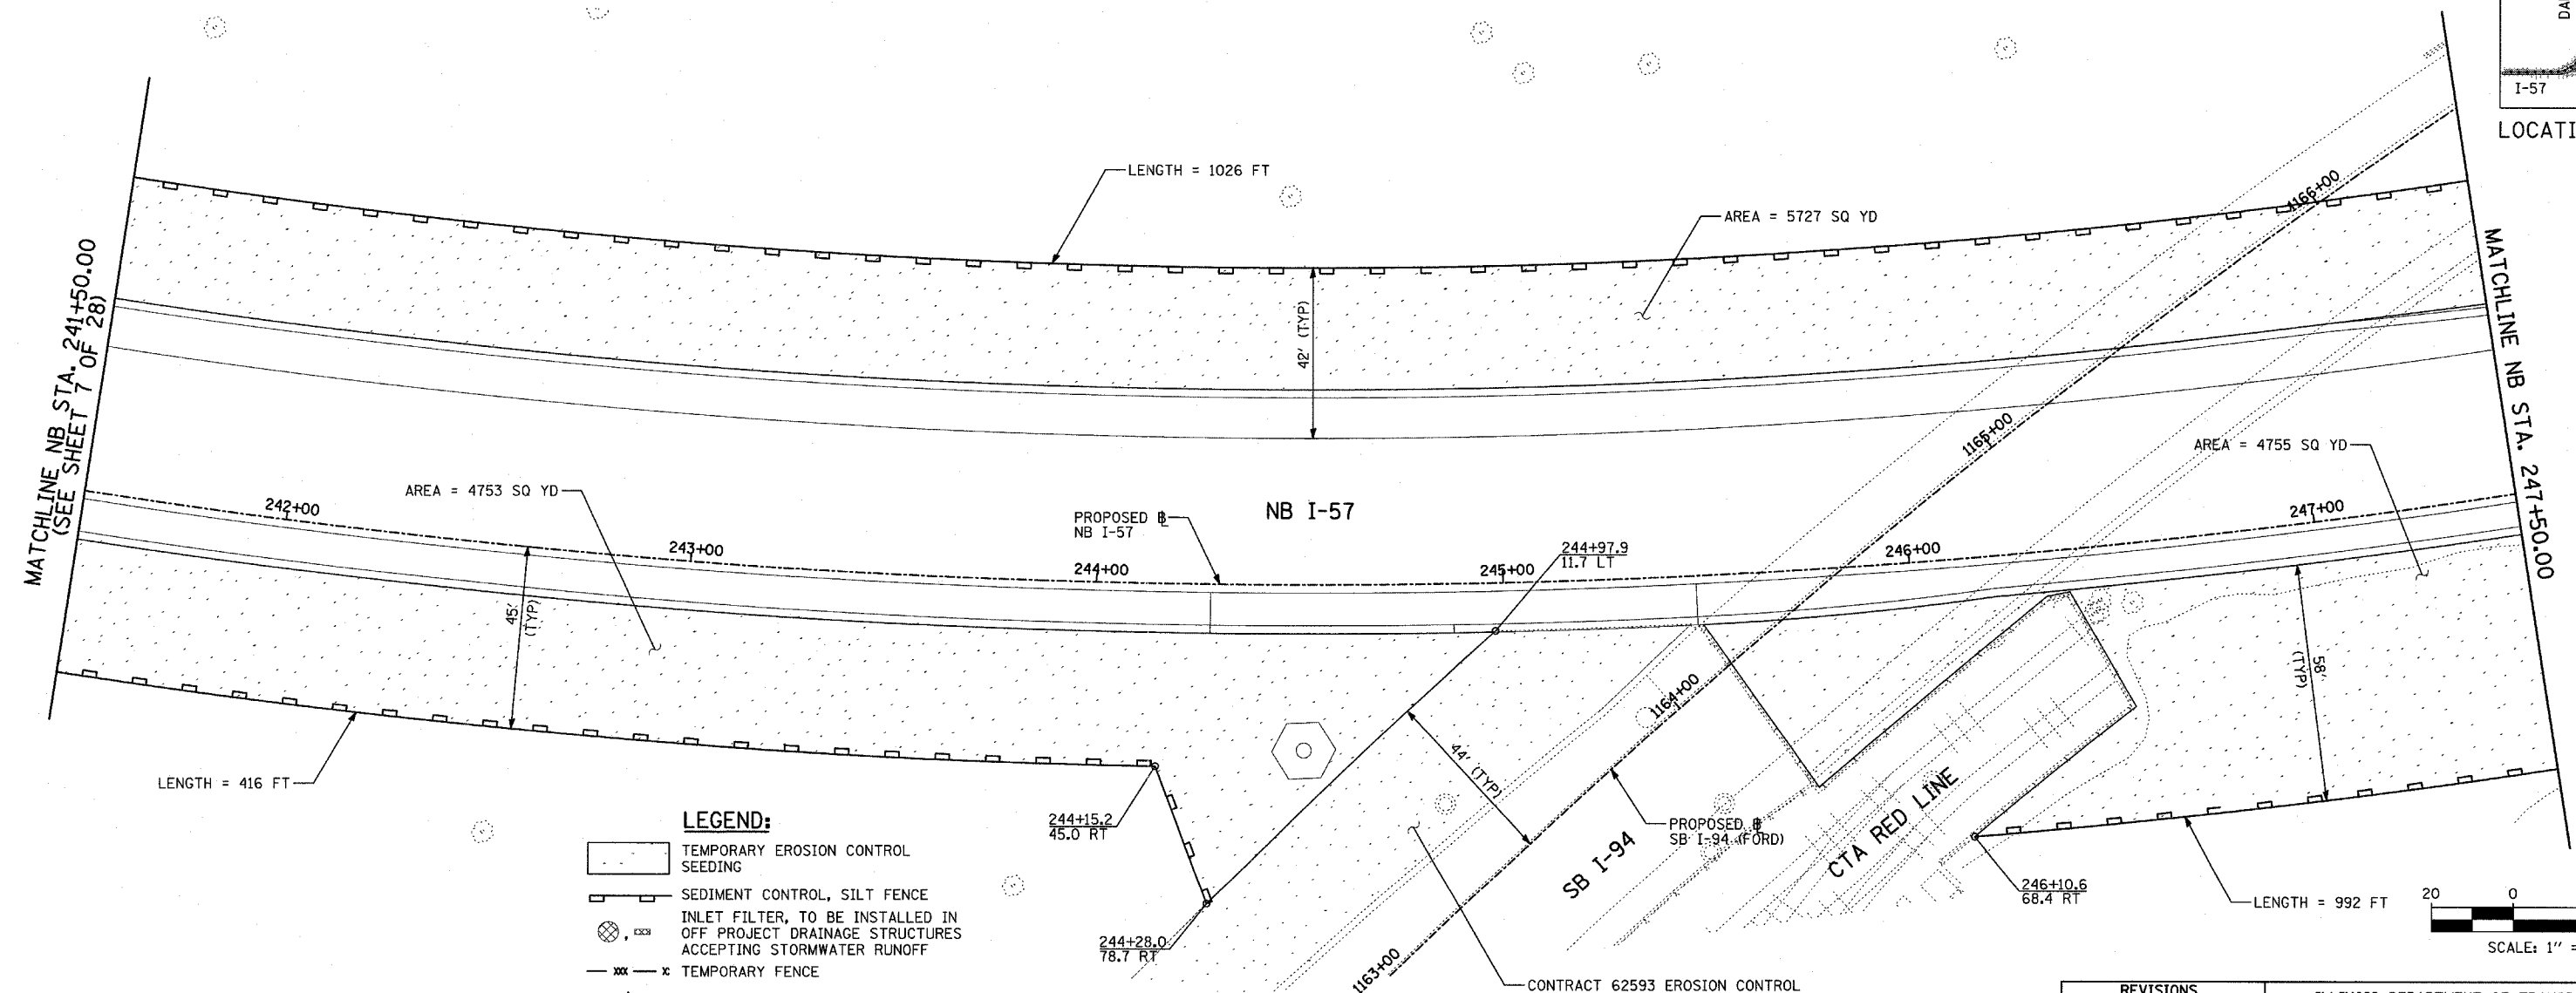 DA
I-57
LOCATI
LENGTH = 1026 FT
AREA = 5727 SQ YD
1166+00
MATCHLINE NB STA. 241+50.00
(SEE SHEET 7 OF 28)
42' (TYP)
1165+00
MATCHLINE NB STA. 247+50.00
AREA = 4755 SQ YD
AREA = 4753 SQ YD
242+00
243+00
244+00
245+00
246+00
247+00
PROPOSED ℄
NB I-57
NB I-57
244+97.9
11.7 LT
45'
(TYP)
58'
(TYP)
1164+00
44' (TYP)
LENGTH = 416 FT
244+15.2
45.0 RT
PROPOSED ℄
SB I-94 (FORD)
SB I-94
CTA RED LINE
246+10.6
68.4 RT
LENGTH = 992 FT
20 0
SCALE: 1" =
244+28.0
78.7 RT
1163+00
CONTRACT 62593 EROSION CONTROL
LEGEND:
TEMPORARY EROSION CONTROL
SEEDING
SEDIMENT CONTROL, SILT FENCE
INLET FILTER, TO BE INSTALLED IN
OFF PROJECT DRAINAGE STRUCTURES
ACCEPTING STORMWATER RUNOFF
TEMPORARY FENCE
REVISIONS